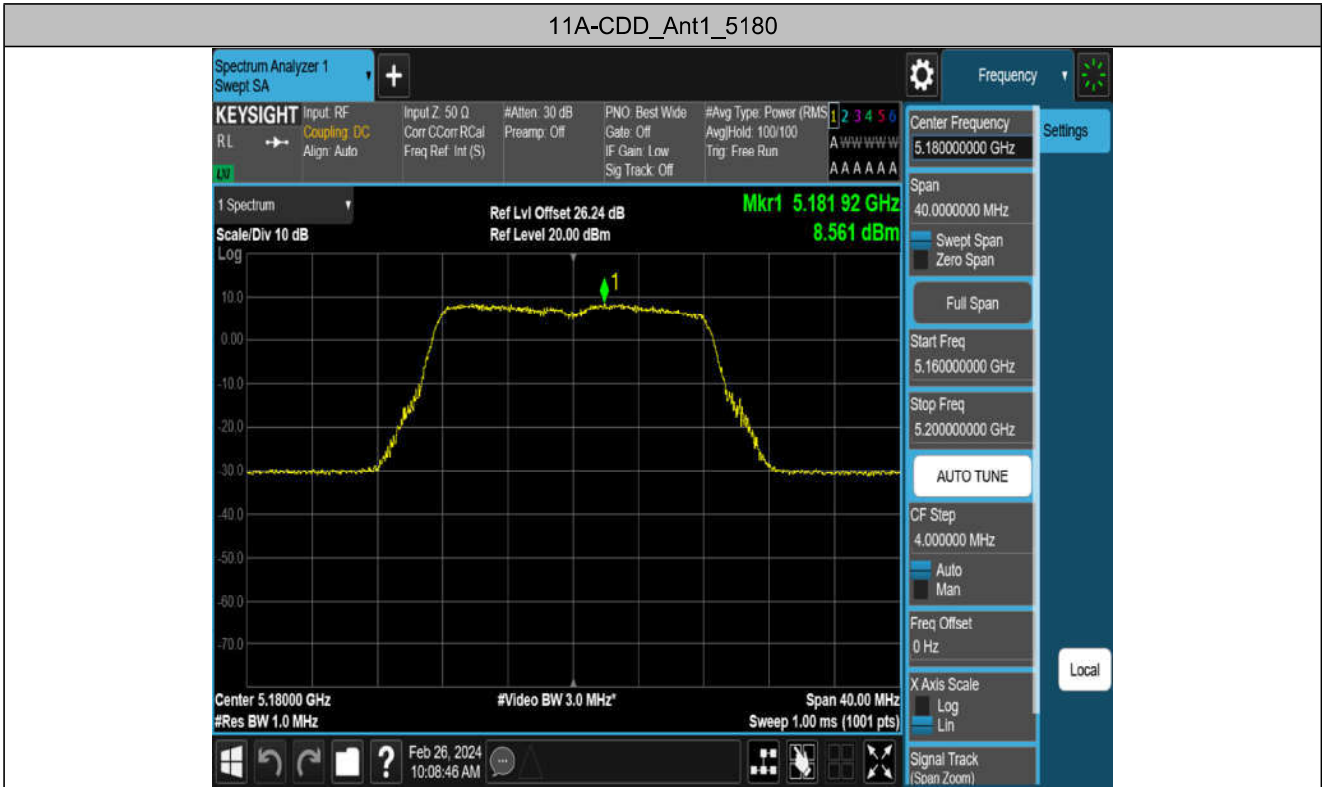 11A-CDD_Ant1_5180
Spectrum Analyzer 1
Swept SA
+
Frequency
KEYSIGHT
RL
LXI
Input: RF
Coupling: DC
Align: Auto
Input Z: 50 Ω
Corr CCorr RCal
Freq Ref: Int (S)
#Atten: 30 dB
Preamp: Off
PNO: Best Wide
Gate: Off
IF Gain: Low
Sig Track: Off
#Avg Type: Power (RMS
Avg|Hold: 100/100
Trig: Free Run
1 2 3 4 5 6
A W W W W W
A A A A A A
Center Frequency
5.180000000 GHz
Settings
1 Spectrum
Scale/Div 10 dB
Log
Ref Lvl Offset 26.24 dB
Ref Level 20.00 dBm
Mkr1 5.181 92 GHz
8.561 dBm
1
10.0
0.00
-10.0
-20.0
-30.0
-40.0
-50.0
-60.0
-70.0
Center 5.18000 GHz
#Res BW 1.0 MHz
#Video BW 3.0 MHz*
Span 40.00 MHz
Sweep 1.00 ms (1001 pts)
Span
40.0000000 MHz
Swept Span
Zero Span
Full Span
Start Freq
5.160000000 GHz
Stop Freq
5.200000000 GHz
AUTO TUNE
CF Step
4.000000 MHz
Auto
Man
Freq Offset
0 Hz
X Axis Scale
Log
Lin
Signal Track
(Span Zoom)
Local
?
Feb 26, 2024
10:08:46 AM